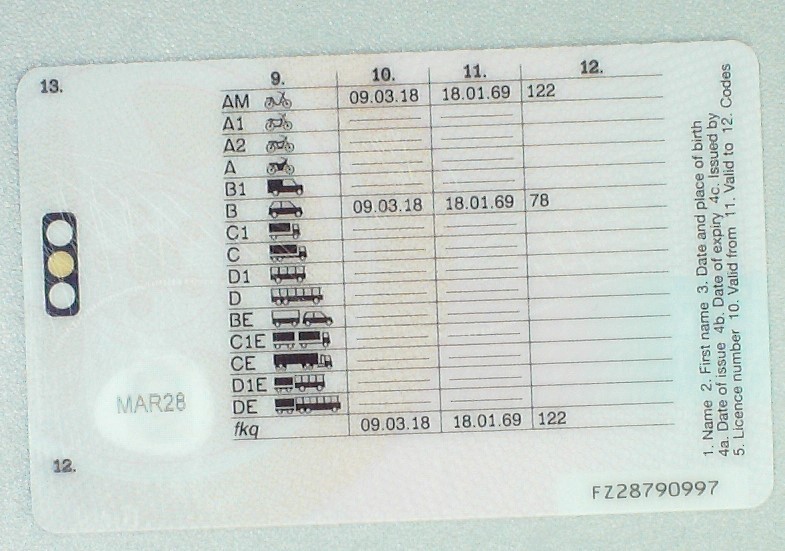 13.
9. 10. 11. 12.
AM 09.03.18 18.01.69 122
A1
A2
A
B1
B 09.03.18 18.01.69 78
C1
C
D1
D
BE
C1E
CE
D1E
DE
fkq 09.03.18 18.01.69 122
MAR28
12.
FZ28790997
1. Name 2. First name 3. Date and place of birth
4a. Date of issue 4b. Date of expiry 4c. Issued by
5. Licence number 10. Valid from 11. Valid to 12. Codes